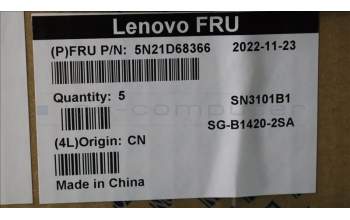 Lenovo FRU
(P)FRU P/N: 5N21D68366 2022-11-23
Quantity: 5 SN3101B1
SG-B1420-2SA
(4L)Origin: CN
Made in China